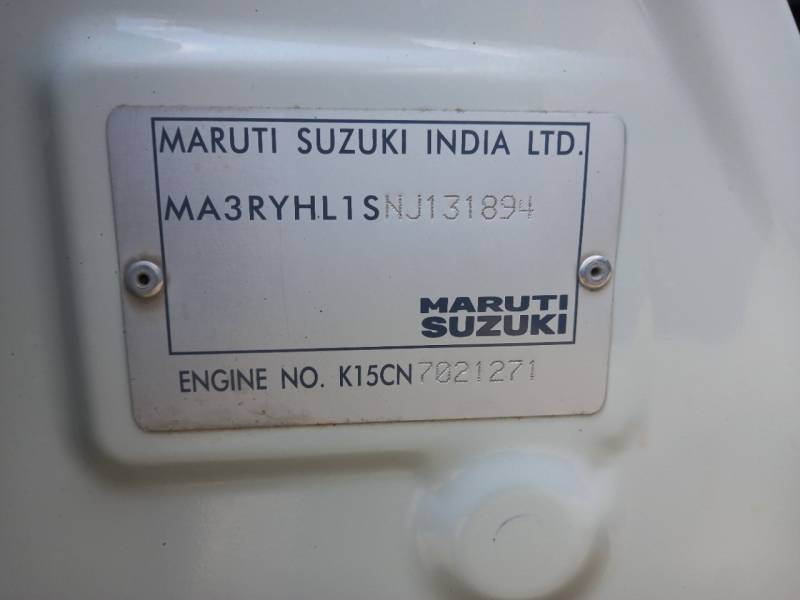 MARUTI SUZUKI INDIA LTD.
MA3RYHL1SNJ131894
MARUTI
SUZUKI
ENGINE NO. K15CN7021271